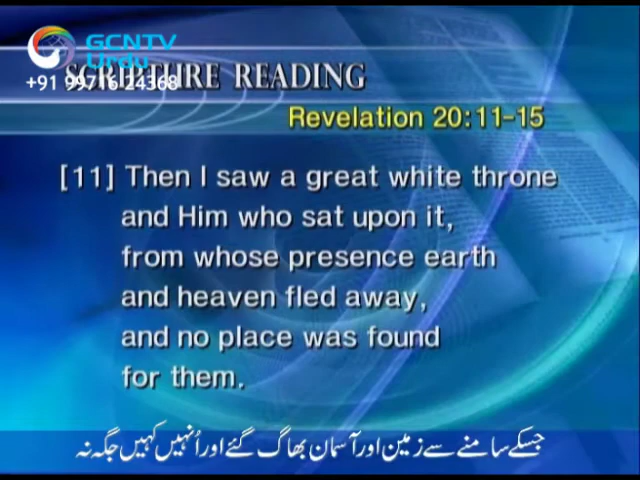 GCNTV
Urdu
SCRIPTURE READING
+91 99716 24368
Revelation 20:11-15
[11] Then I saw a great white throne
and Him who sat upon it,
from whose presence earth
and heaven fled away,
and no place was found
for them.
جسکے سامنے سے زمین اور آسمان بھاگ گئے اور اُنہیں کہیں جگہ نہ